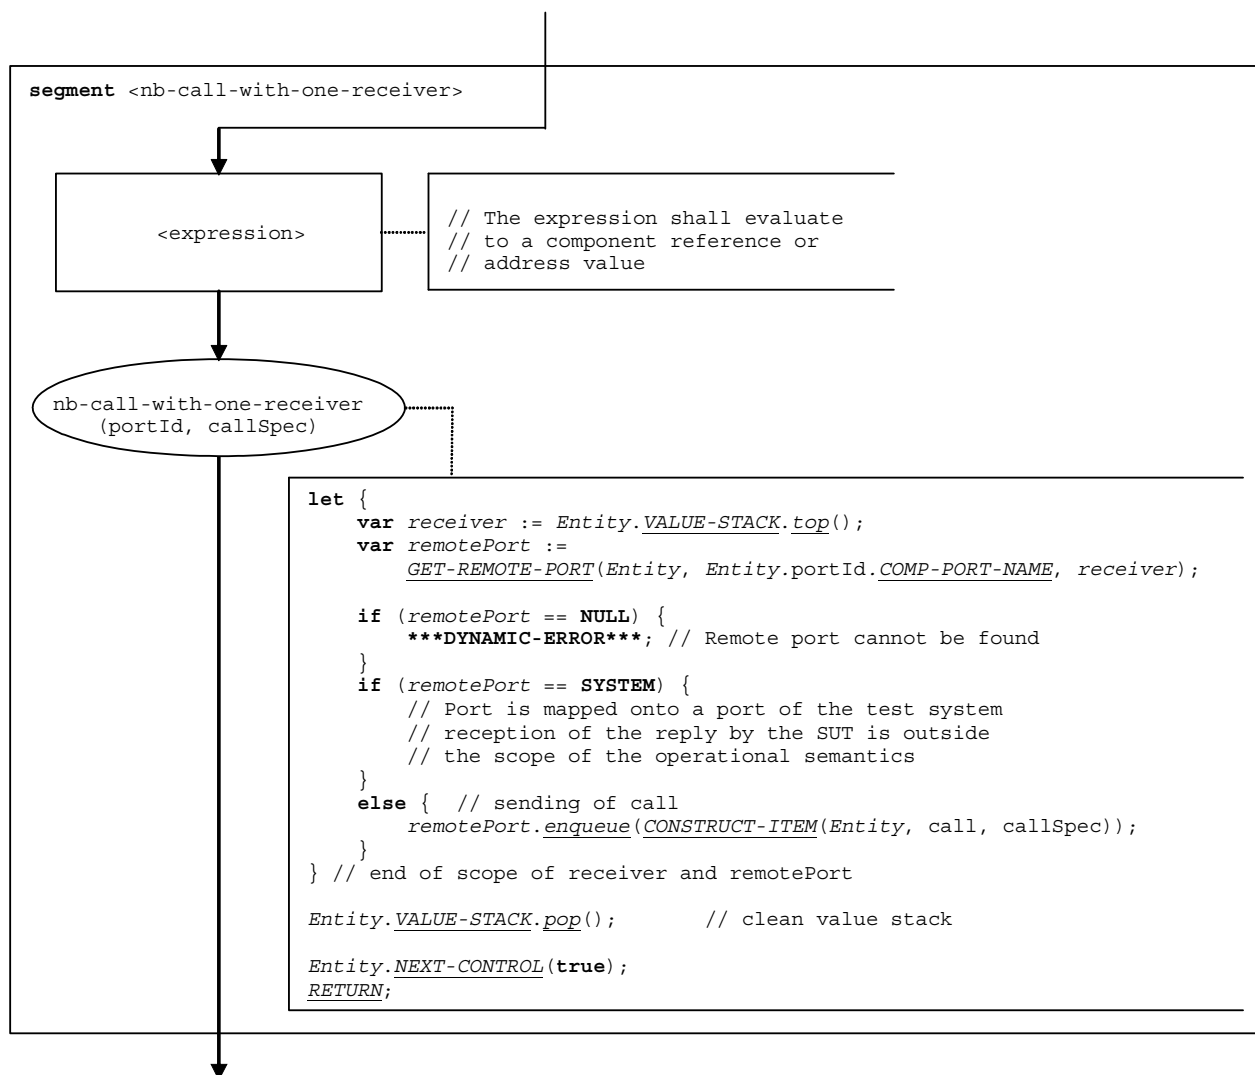 segment <nb-call-with-one-receiver>
<expression>
// The expression shall evaluate
// to a component reference or
// address value
nb-call-with-one-receiver
(portId, callSpec)
let {
    var receiver := Entity.VALUE-STACK.top();
    var remotePort :=
        GET-REMOTE-PORT(Entity, Entity.portId.COMP-PORT-NAME, receiver);
    if (remotePort == NULL) {
        ***DYNAMIC-ERROR***; // Remote port cannot be found
    }
    if (remotePort == SYSTEM) {
        // Port is mapped onto a port of the test system
        // reception of the reply by the SUT is outside
        // the scope of the operational semantics
    }
    else {  // sending of call
        remotePort.enqueue(CONSTRUCT-ITEM(Entity, call, callSpec));
    }
} // end of scope of receiver and remotePort
Entity.VALUE-STACK.pop();       // clean value stack
Entity.NEXT-CONTROL(true);
RETURN;